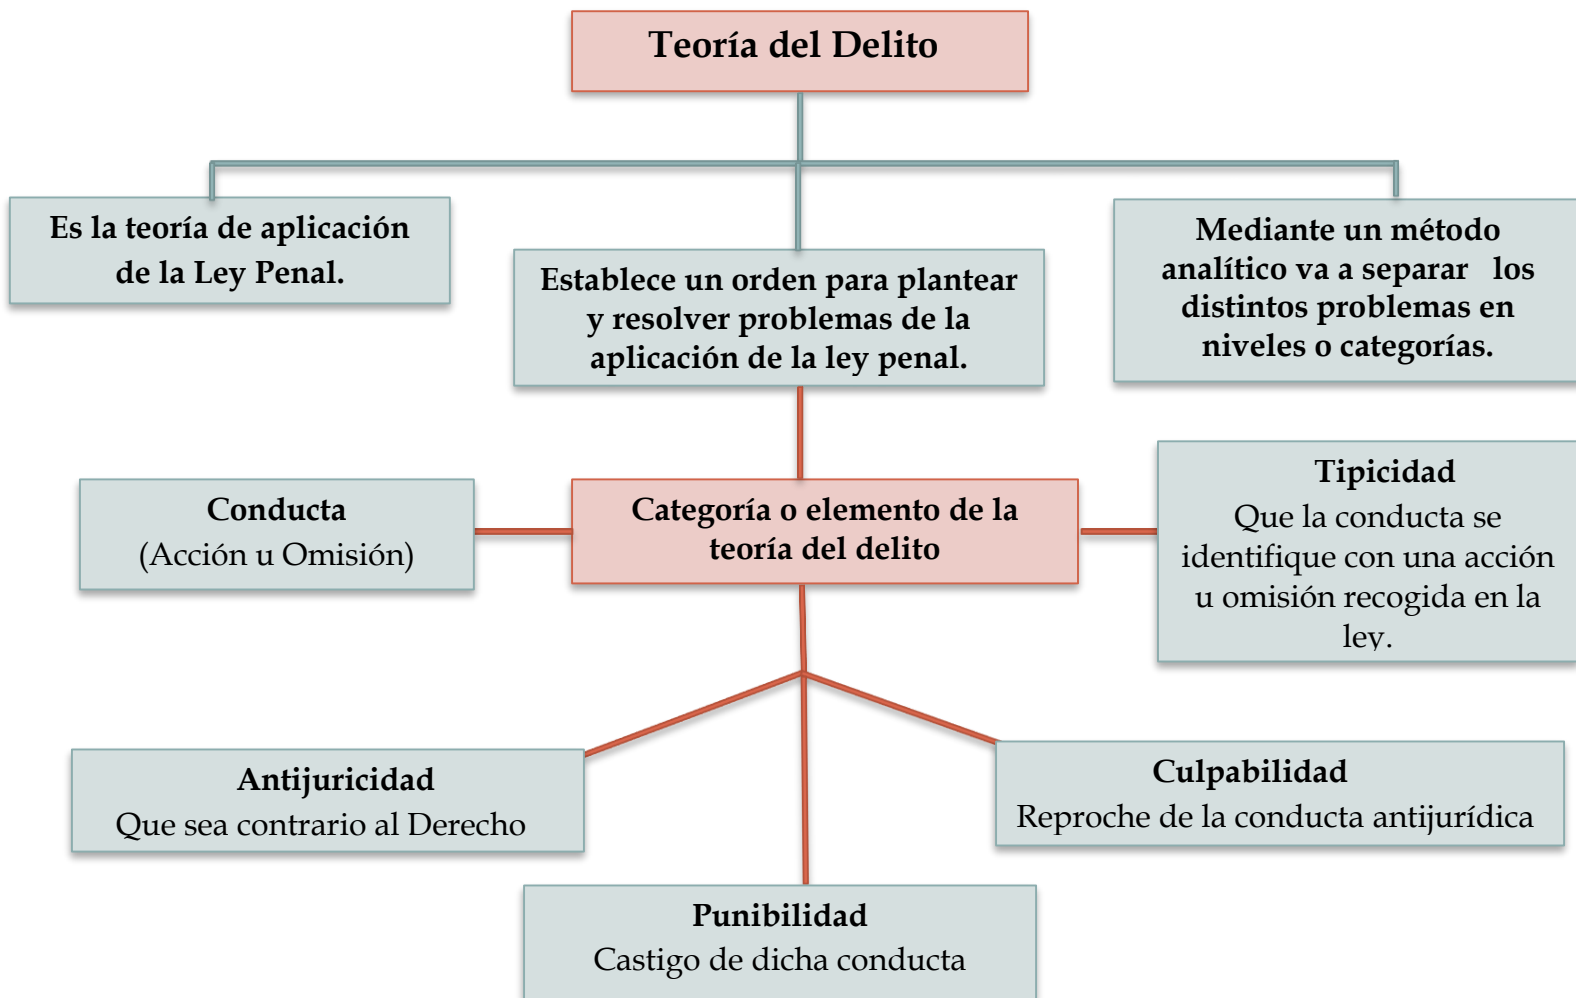 Teoría del Delito
Es la teoría de aplicación
de la Ley Penal.
Establece un orden para plantear
y resolver problemas de la
aplicación de la ley penal.
Mediante un método
analítico va a separar los
distintos problemas en
niveles o categorías.
Conducta
(Acción u Omisión)
Categoría o elemento de la
teoría del delito
Tipicidad
Que la conducta se
identifique con una acción
u omisión recogida en la
ley.
Antijuricidad
Que sea contrario al Derecho
Culpabilidad
Reproche de la conducta antijurídica
Punibilidad
Castigo de dicha conducta